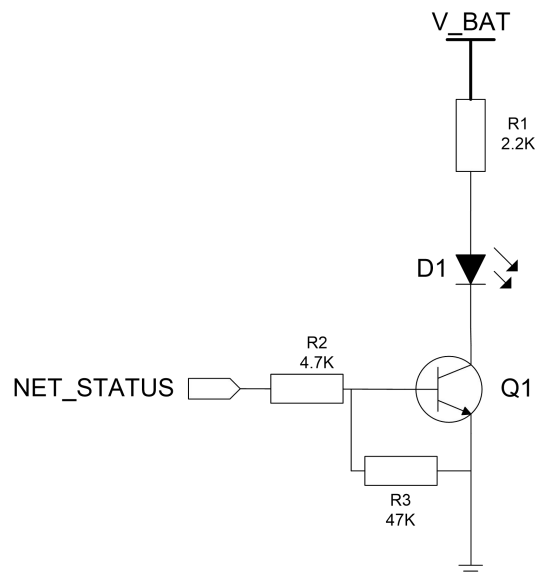 V_BAT
R1
2.2K
D1
R2
4.7K
NET_STATUS
Q1
R3
47K